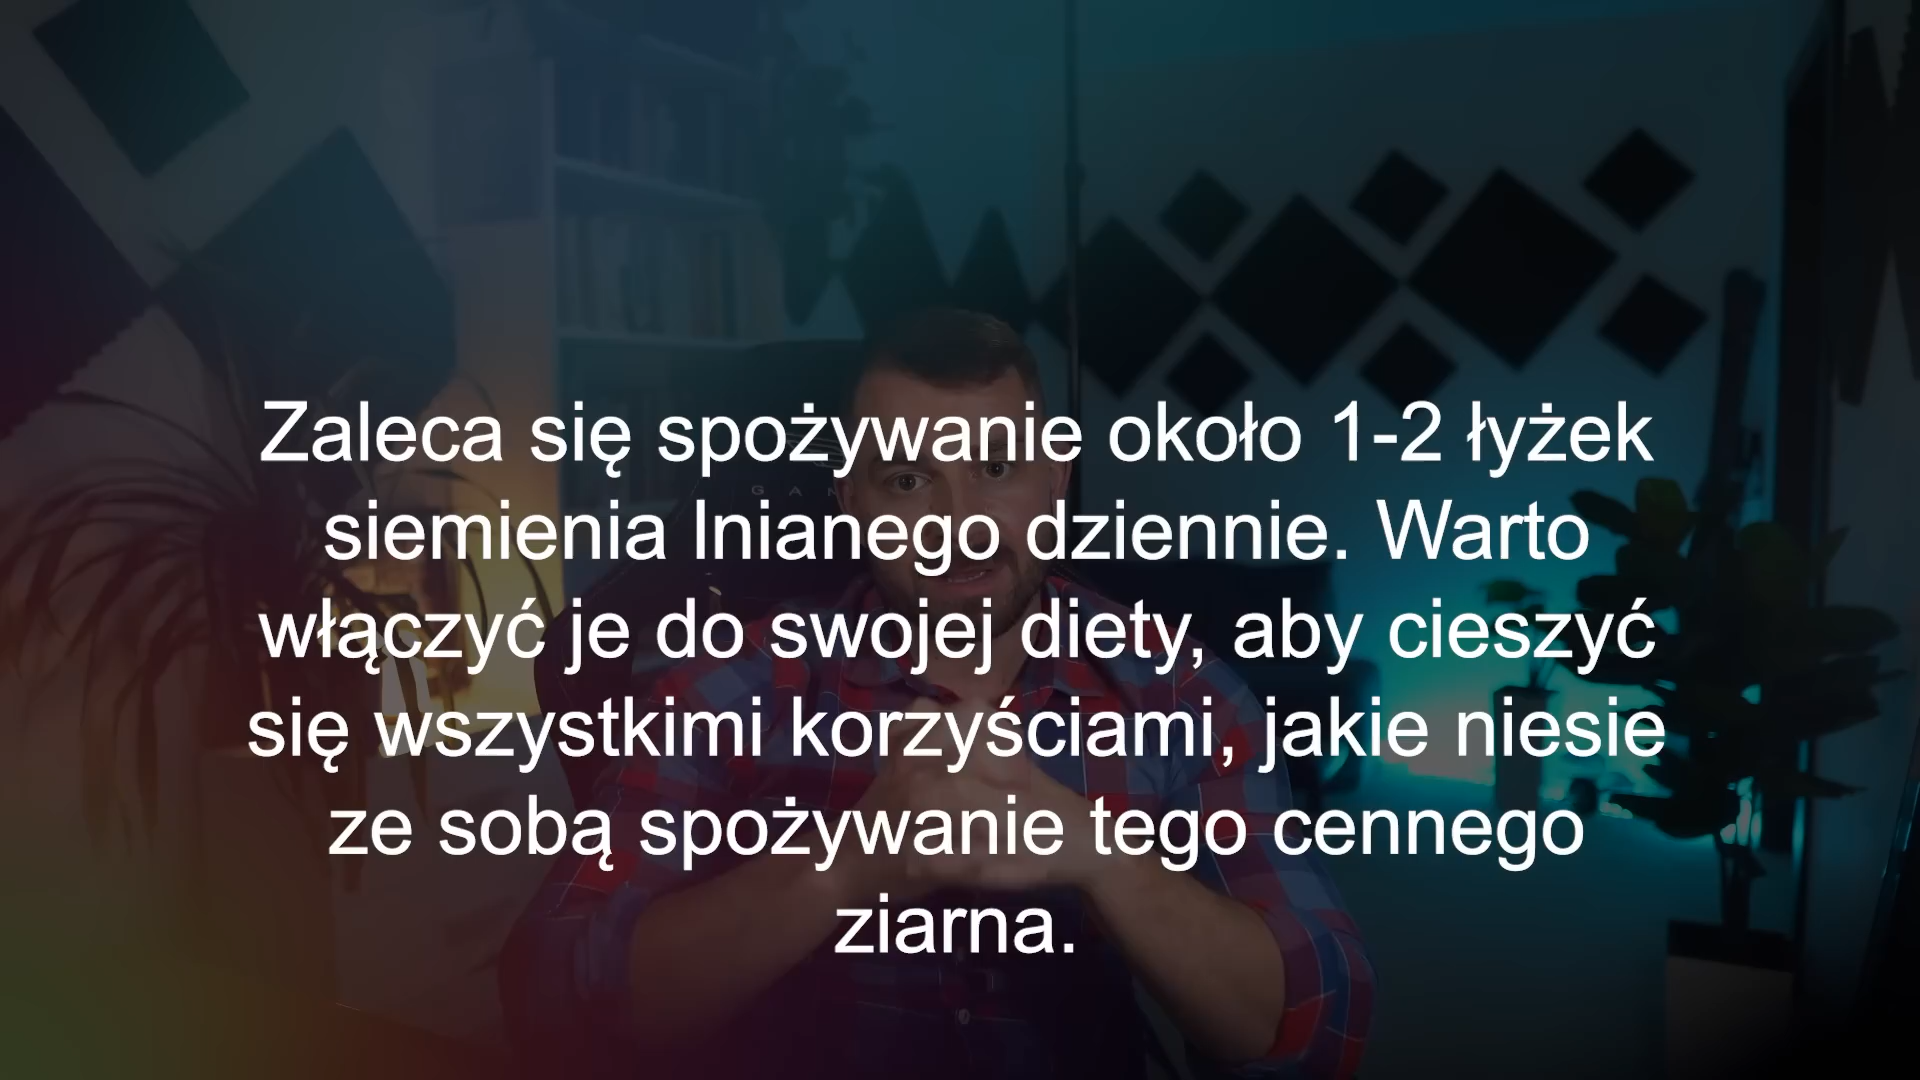 Zaleca się spożywanie około 1-2 łyżek
siemienia lnianego dziennie. Warto
włączyć je do swojej diety, aby cieszyć
się wszystkimi korzyściami, jakie niesie
ze sobą spożywanie tego cennego
ziarna.